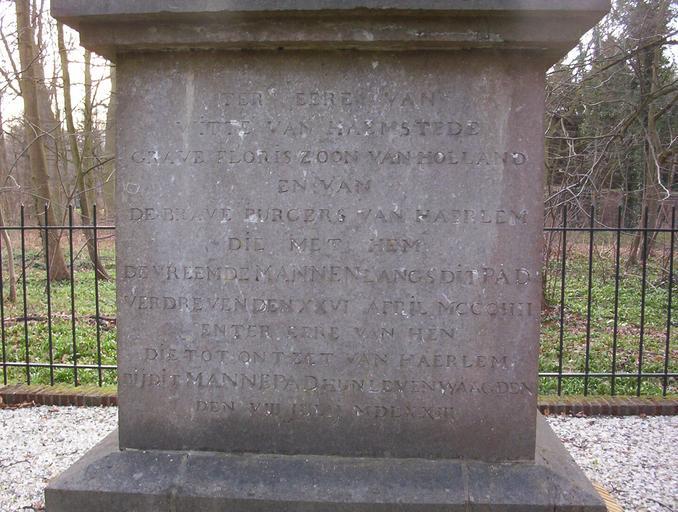 TER EERE VAN
WITTE VAN HAEMSTEDE
GRAVE FLORIS ZOON VAN HOLLAND
EN VAN
DE BRAVE BURGERS VAN HAERLEM
DIE MET HEM
DE VREEMDE MANNEN LANGS DIT PAD
VERDREVEN DEN XXVI APRIL MCCCIIII
EN TER EERE VAN HEN
DIE TOT ONTZET VAN HAERLEM
BIJ DIT MANNEPAD HUN LEVEN WAAGDEN
DEN VIII MDLXXIII